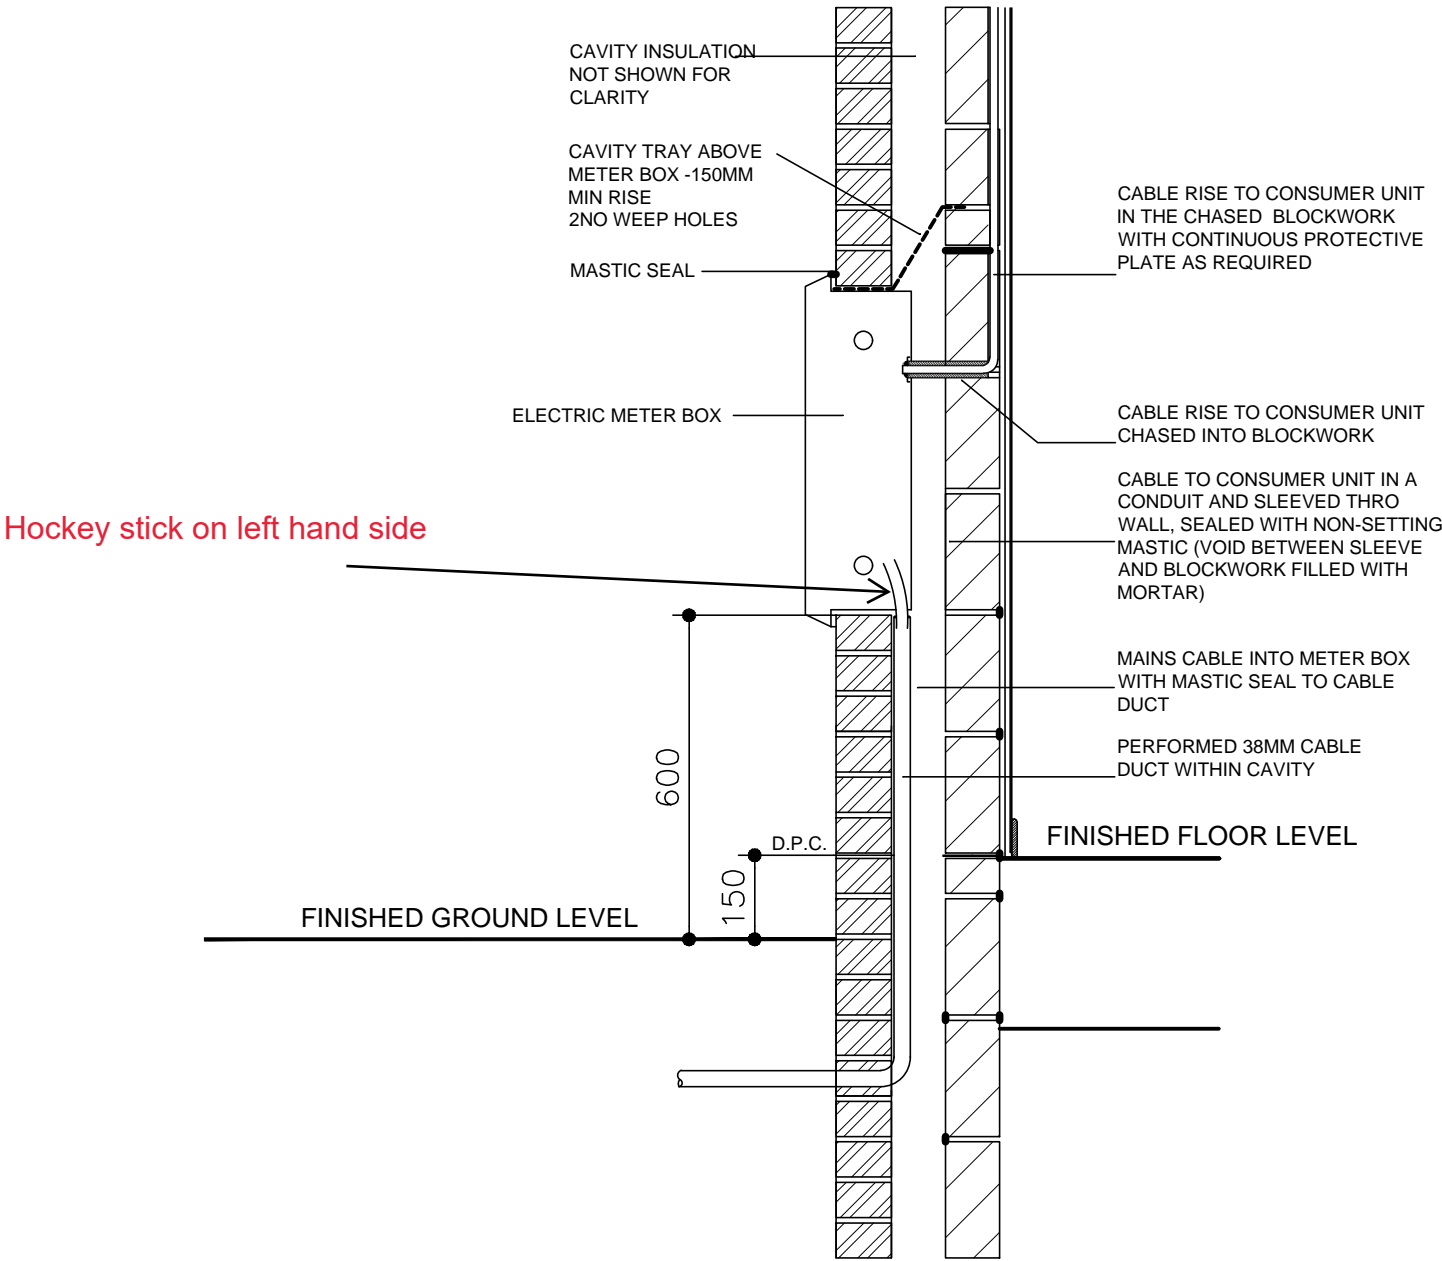 CAVITY INSULATION
NOT SHOWN FOR
CLARITY
CAVITY TRAY ABOVE
METER BOX -150MM
MIN RISE
2NO WEEP HOLES
MASTIC SEAL
ELECTRIC METER BOX
Hockey stick on left hand side
CABLE RISE TO CONSUMER UNIT
IN THE CHASED BLOCKWORK
WITH CONTINUOUS PROTECTIVE
PLATE AS REQUIRED
CABLE RISE TO CONSUMER UNIT
CHASED INTO BLOCKWORK
CABLE TO CONSUMER UNIT IN A
CONDUIT AND SLEEVED THRO
WALL, SEALED WITH NON-SETTING
MASTIC (VOID BETWEEN SLEEVE
AND BLOCKWORK FILLED WITH
MORTAR)
MAINS CABLE INTO METER BOX
WITH MASTIC SEAL TO CABLE
DUCT
PERFORMED 38MM CABLE
DUCT WITHIN CAVITY
600
D.P.C.
150
FINISHED FLOOR LEVEL
FINISHED GROUND LEVEL